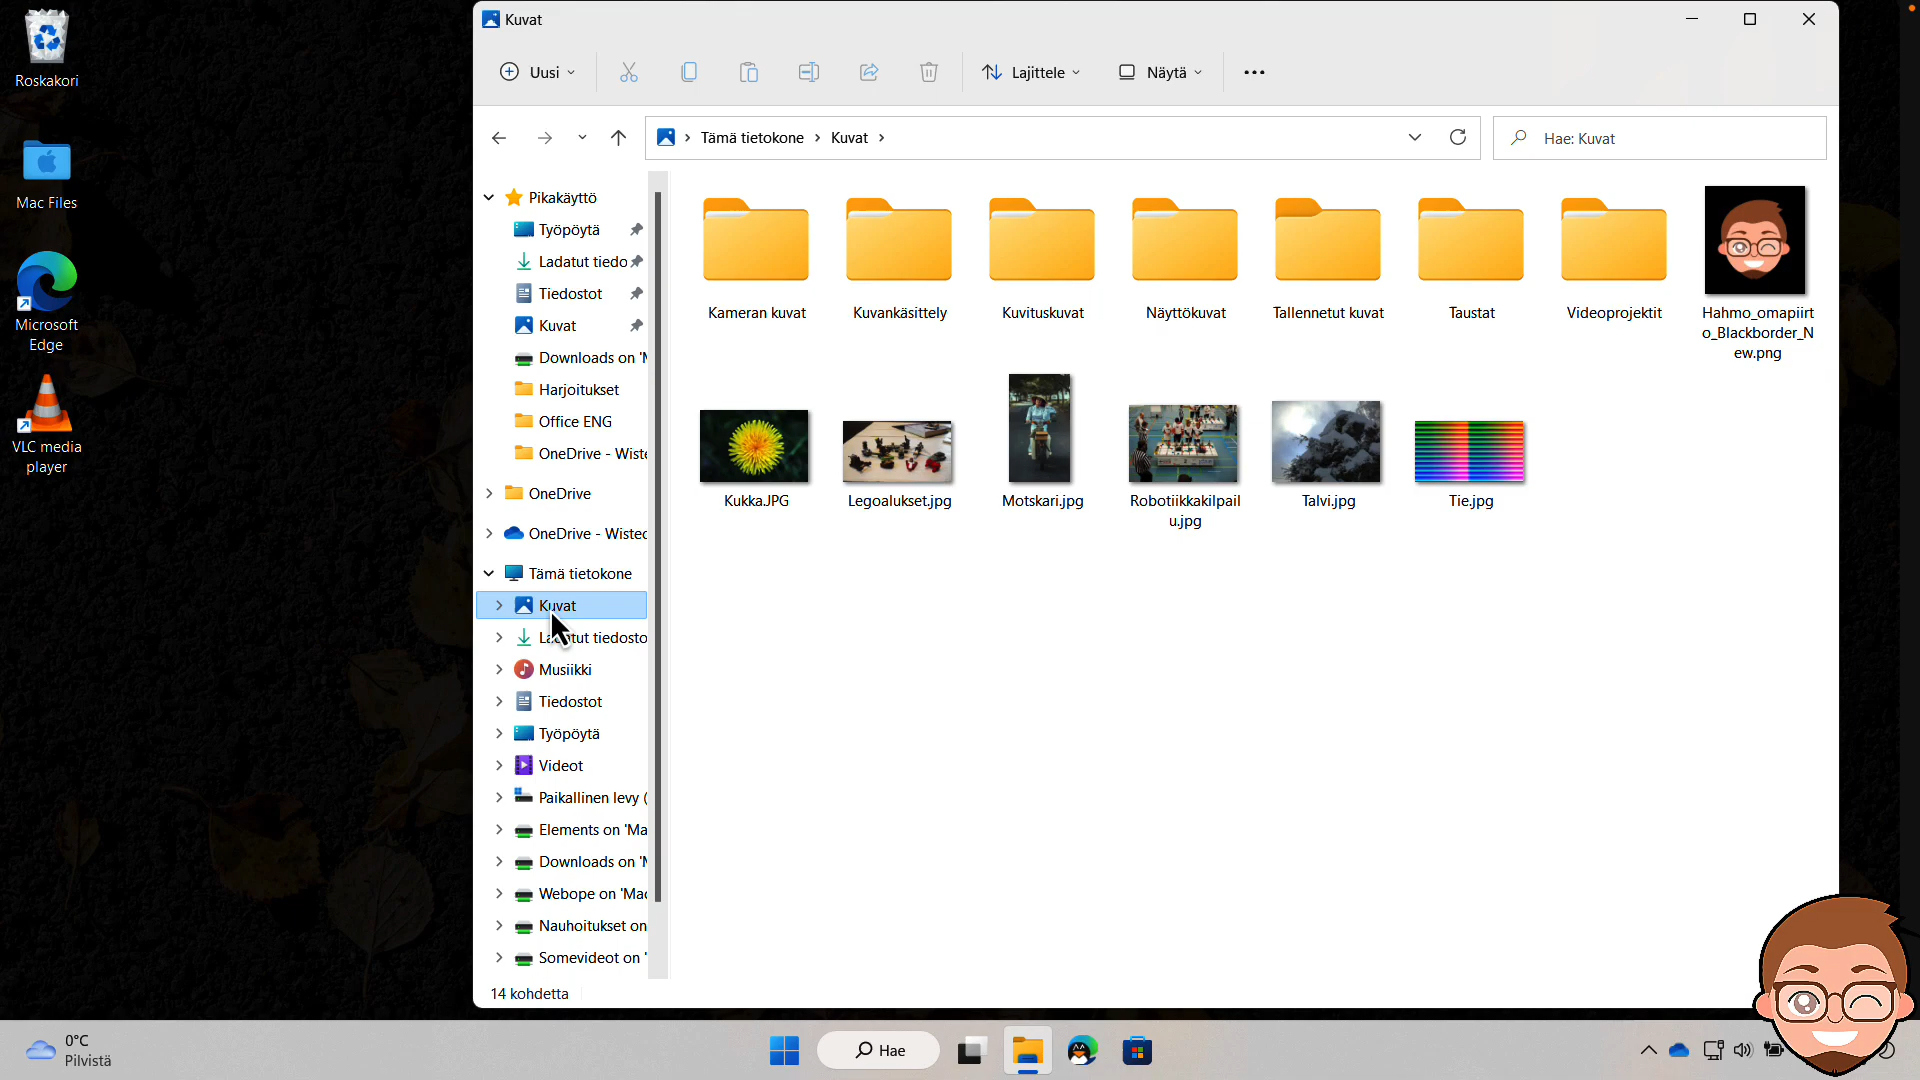 Roskakori
Mac Files
Microsoft
Edge
VLC media
player
Kuvat
Uusi
Lajittele
Näytä
Tämä tietokone
Kuvat
Hae: Kuvat
Pikakäyttö
Työpöytä
Ladatut tiedo
Tiedostot
Kuvat
Downloads on '
Harjoitukset
Office ENG
OneDrive - Wiste
OneDrive
OneDrive - Wisted
Tämä tietokone
Kuvat
tut tiedosto
Musiikki
Tiedostot
Työpöytä
Videot
Paikallinen levy (
Elements on 'Ma
Downloads on '
Webope on 'Mac
Nauhoitukset on
Somevideot on '
Kameran kuvat
Kuvankäsittely
Kuvituskuvat
Näyttökuvat
Tallennetut kuvat
Taustat
Videoprojektit
Hahmo_omapiirt
o_Blackborder_N
ew.png
Kukka.JPG
Legoalukset.jpg
Motskari.jpg
Robotiikkakilpail
u.jpg
Talvi.jpg
Tie.jpg
14 kohdetta
0°C
Pilvistä
Hae